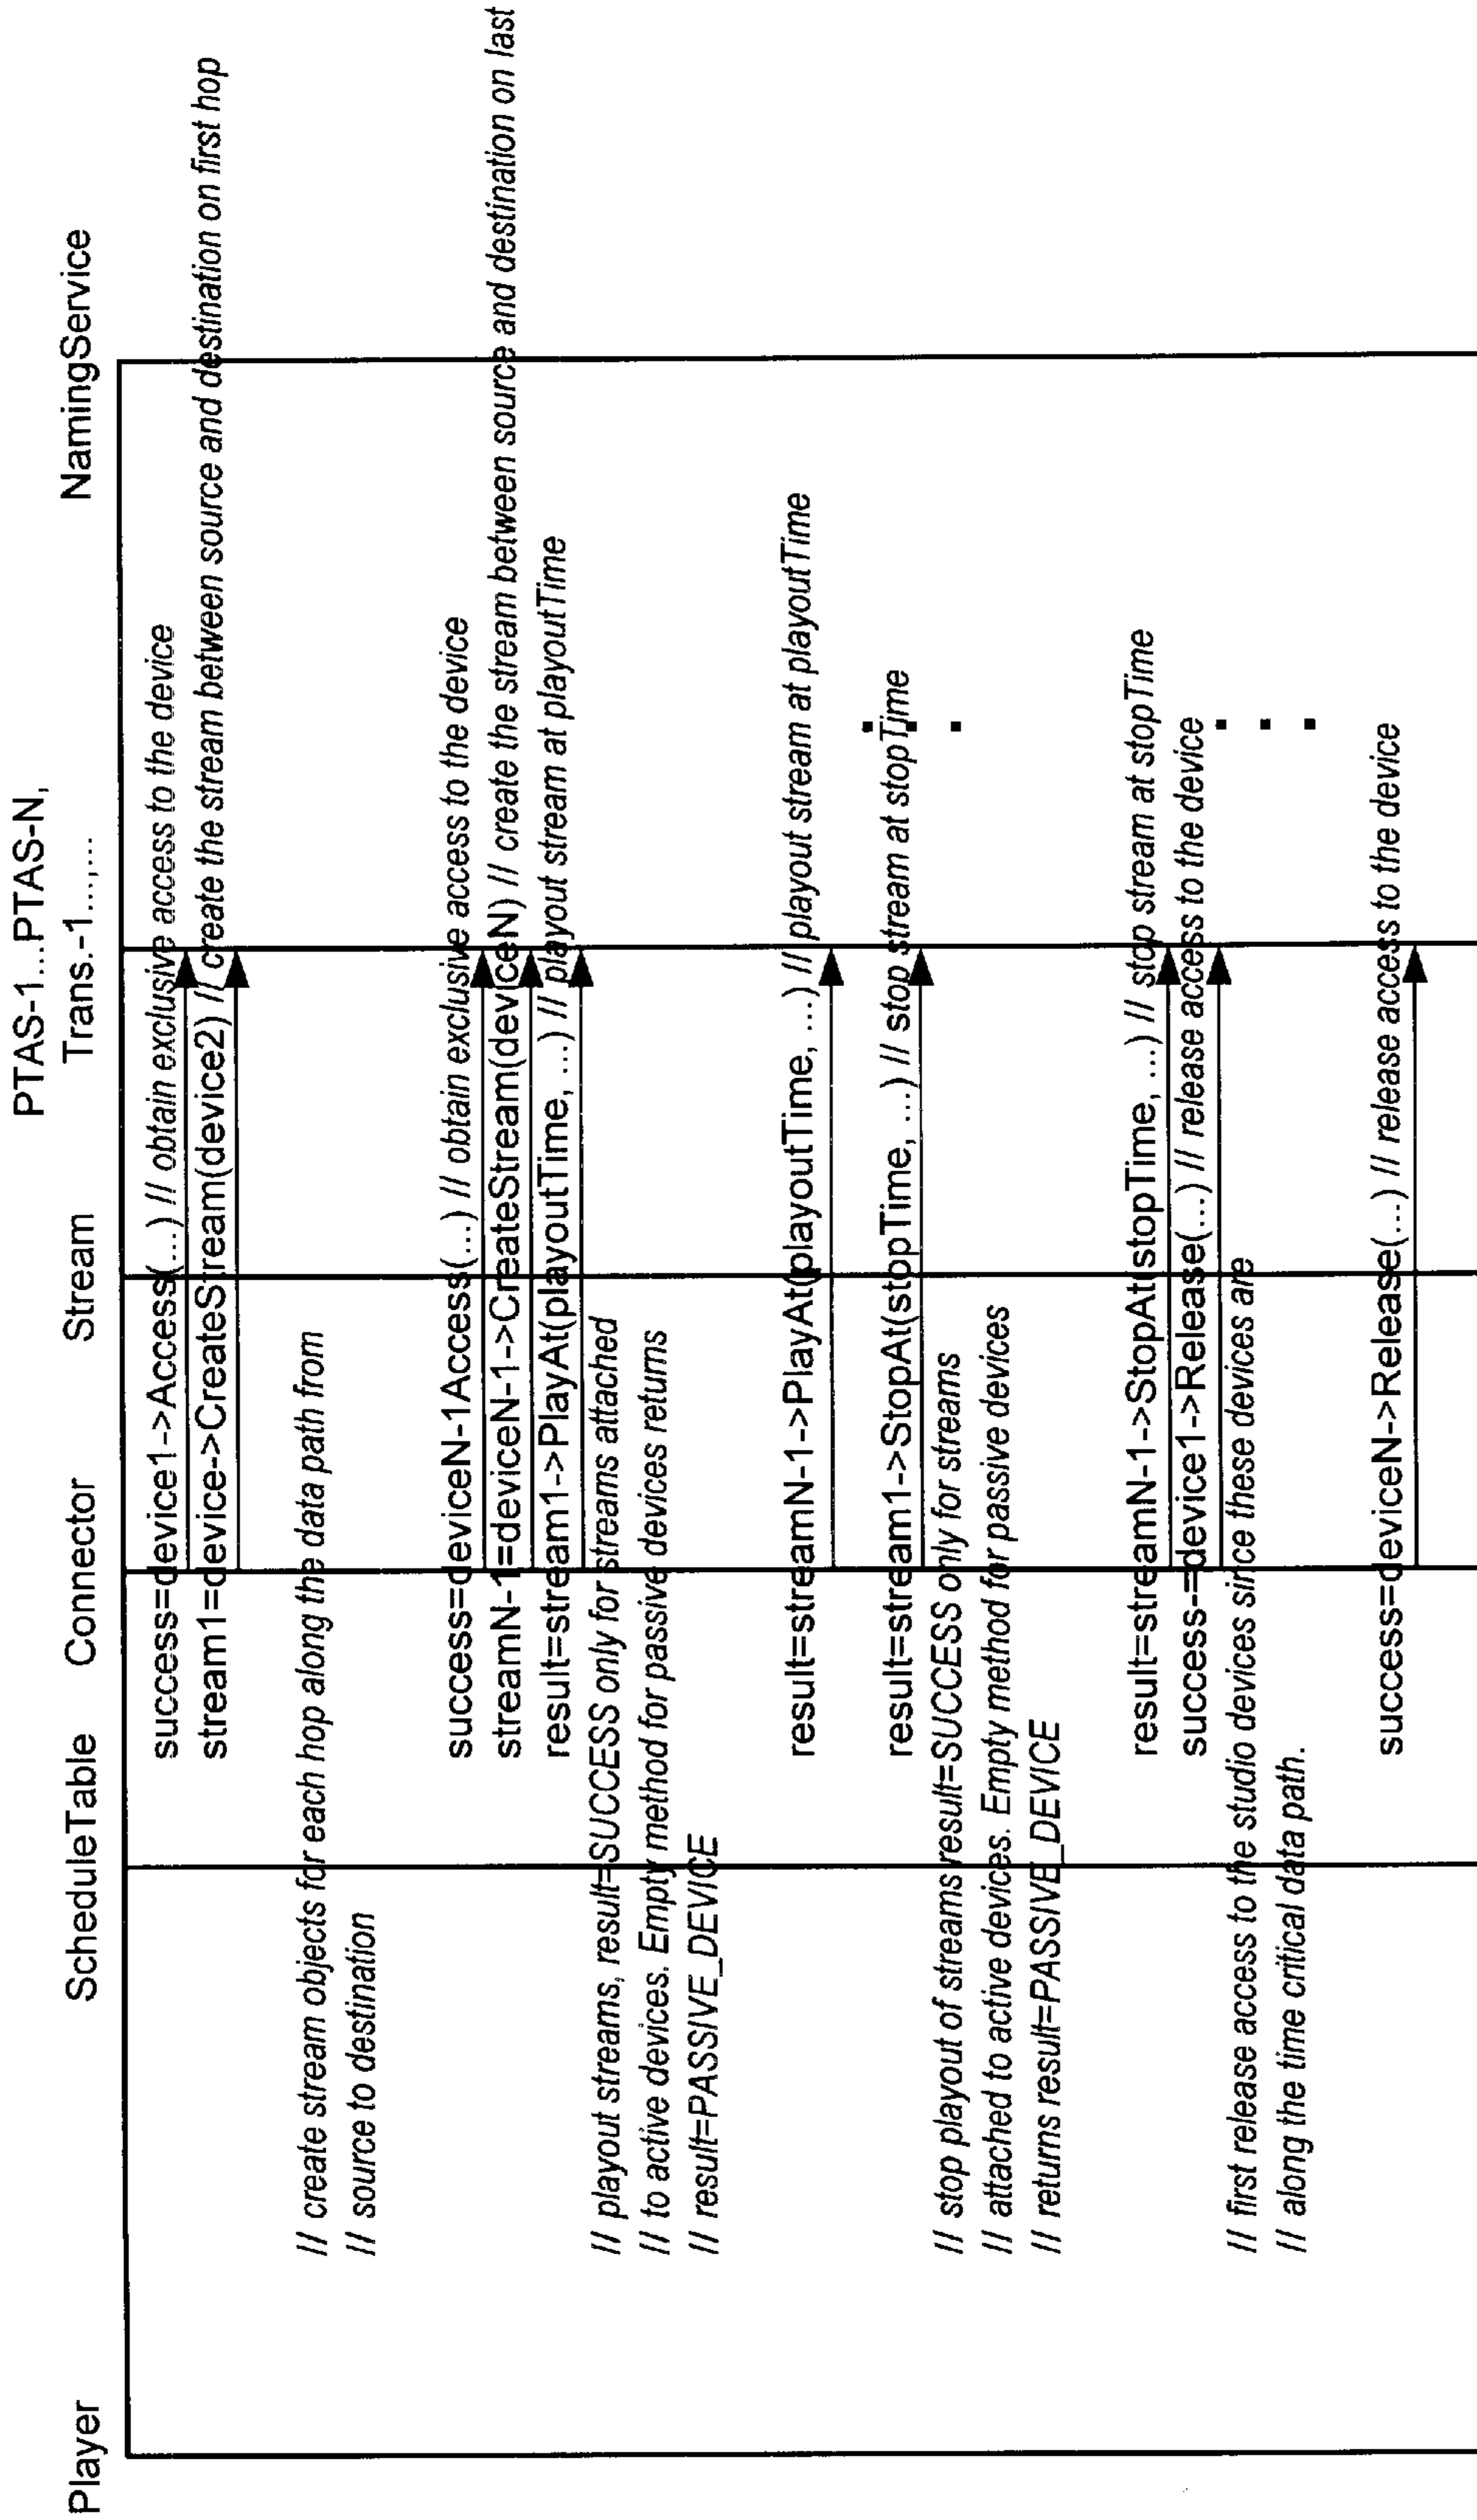 PTAS-1...PTAS-N,
Player ScheduleTable Connector Stream Trans.-1...,... NamingService
success=device1->Access(...) // obtain exclusive access to the device
stream1=device->CreateStream(device2) // create the stream between source and destination on first hop
// create stream objects for each hop along the data path from
// source to destination
success=deviceN-1Access(...) // obtain exclusive access to the device
streamN-1=deviceN-1->CreateStream(deviceN) // create the stream between source and destination on last
result=stream1->PlayAt(playoutTime, ...) // playout stream at playoutTime
// playout streams, result=SUCCESS only for streams attached
// to active devices. Empty method for passive devices returns
// result=PASSIVE_DEVICE
result=streamN-1->PlayAt(playoutTime, ...) // playout stream at playoutTime
result=stream1->StopAt(stopTime, ...) // stop stream at stopTime
// stop playout of streams result=SUCCESS only for streams
// attached to active devices. Empty method for passive devices
// returns result=PASSIVE_DEVICE
result=streamN-1->StopAt(stopTime, ...) // stop stream at stopTime
success-=device1->Release(...) // release access to the device
// first release access to the studio devices since these devices are
// along the time critical data path.
success=deviceN->Release(...) // release access to the device